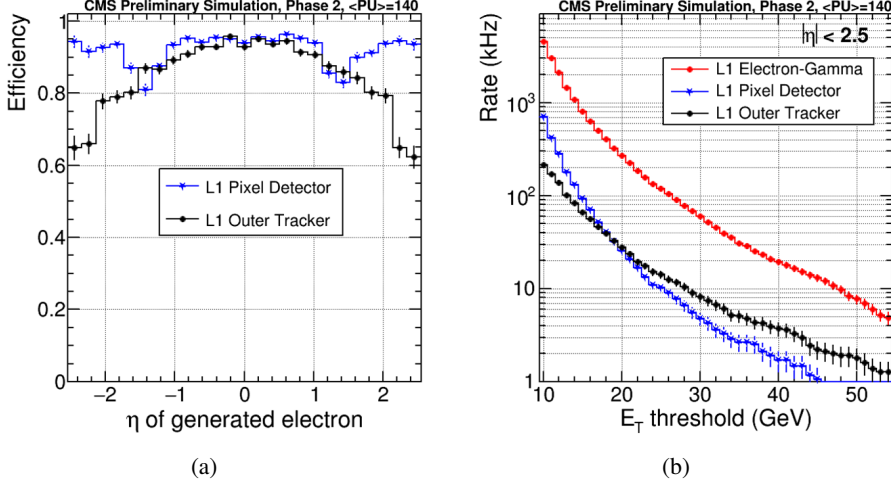 CMS Preliminary Simulation, Phase 2, <PU>=140
Efficiency
1
0.8
0.6
0.4
0.2
0
L1 Pixel Detector
L1 Outer Tracker
−2 −1 0 1 2
η of generated electron
(a)
CMS Preliminary Simulation, Phase 2, <PU>=140
|η| < 2.5
Rate (kHz)
L1 Electron-Gamma
L1 Pixel Detector
L1 Outer Tracker
10³
10²
10
1
10 20 30 40 50
E_T threshold (GeV)
(b)